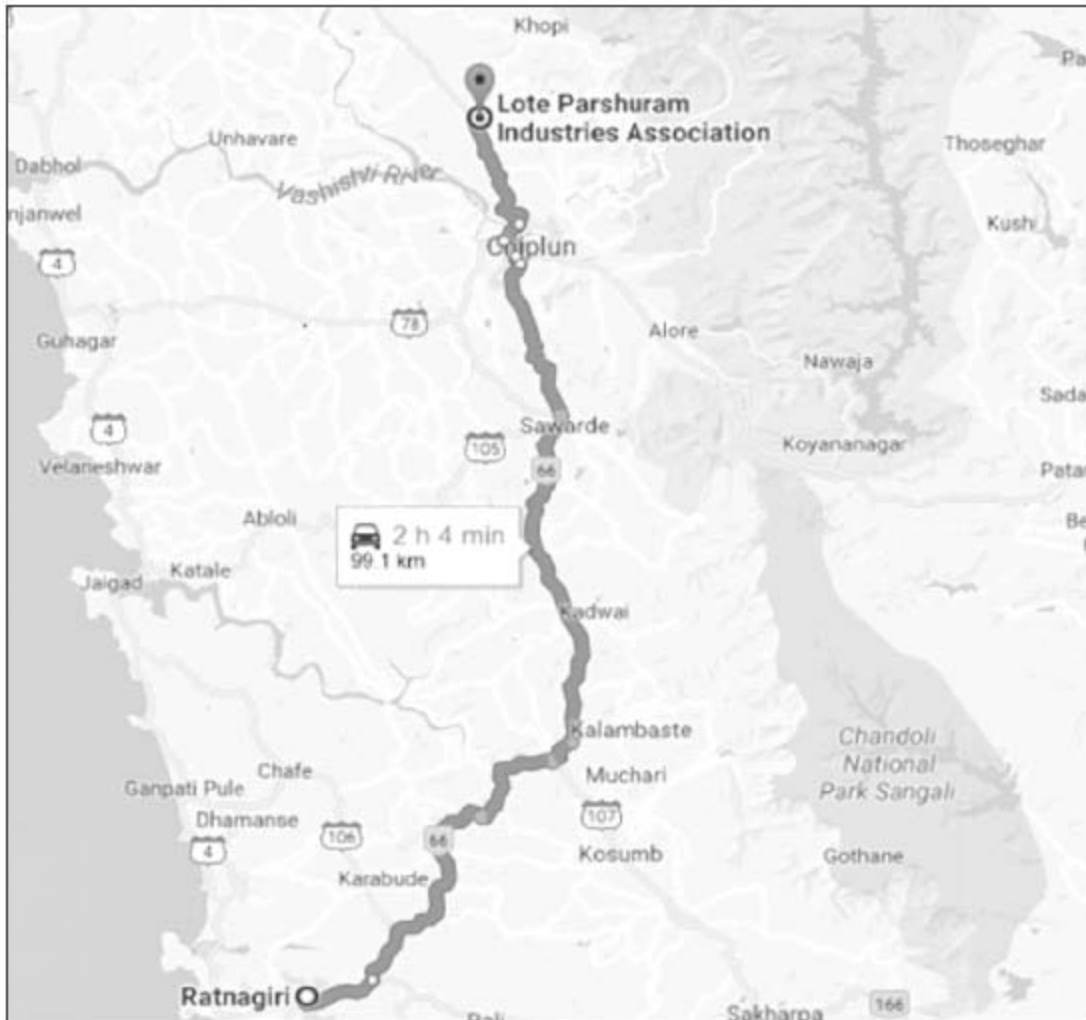 Khopi
Lote Parshuram
Industries Association
Pa
Thoseghar
Unhavare
Dabhol
Vashishti River
njanwel
Kushi
Chiplun
4
78
Alore
Guhagar
Nawaja
Sada
4
Sawarde
Koyananagar
105
Velaneshwar
66
Patan
Abloli
Be
2 h 4 min
99.1 km
Katale
Jaigad
Kadwai
Kalambaste
Chandoli
National
Park Sangali
Chafe
Muchari
Ganpati Pule
107
Dhamanse
106
66
4
Kosumb
Gothane
Karabude
Ratnagiri
166
Sakharpa